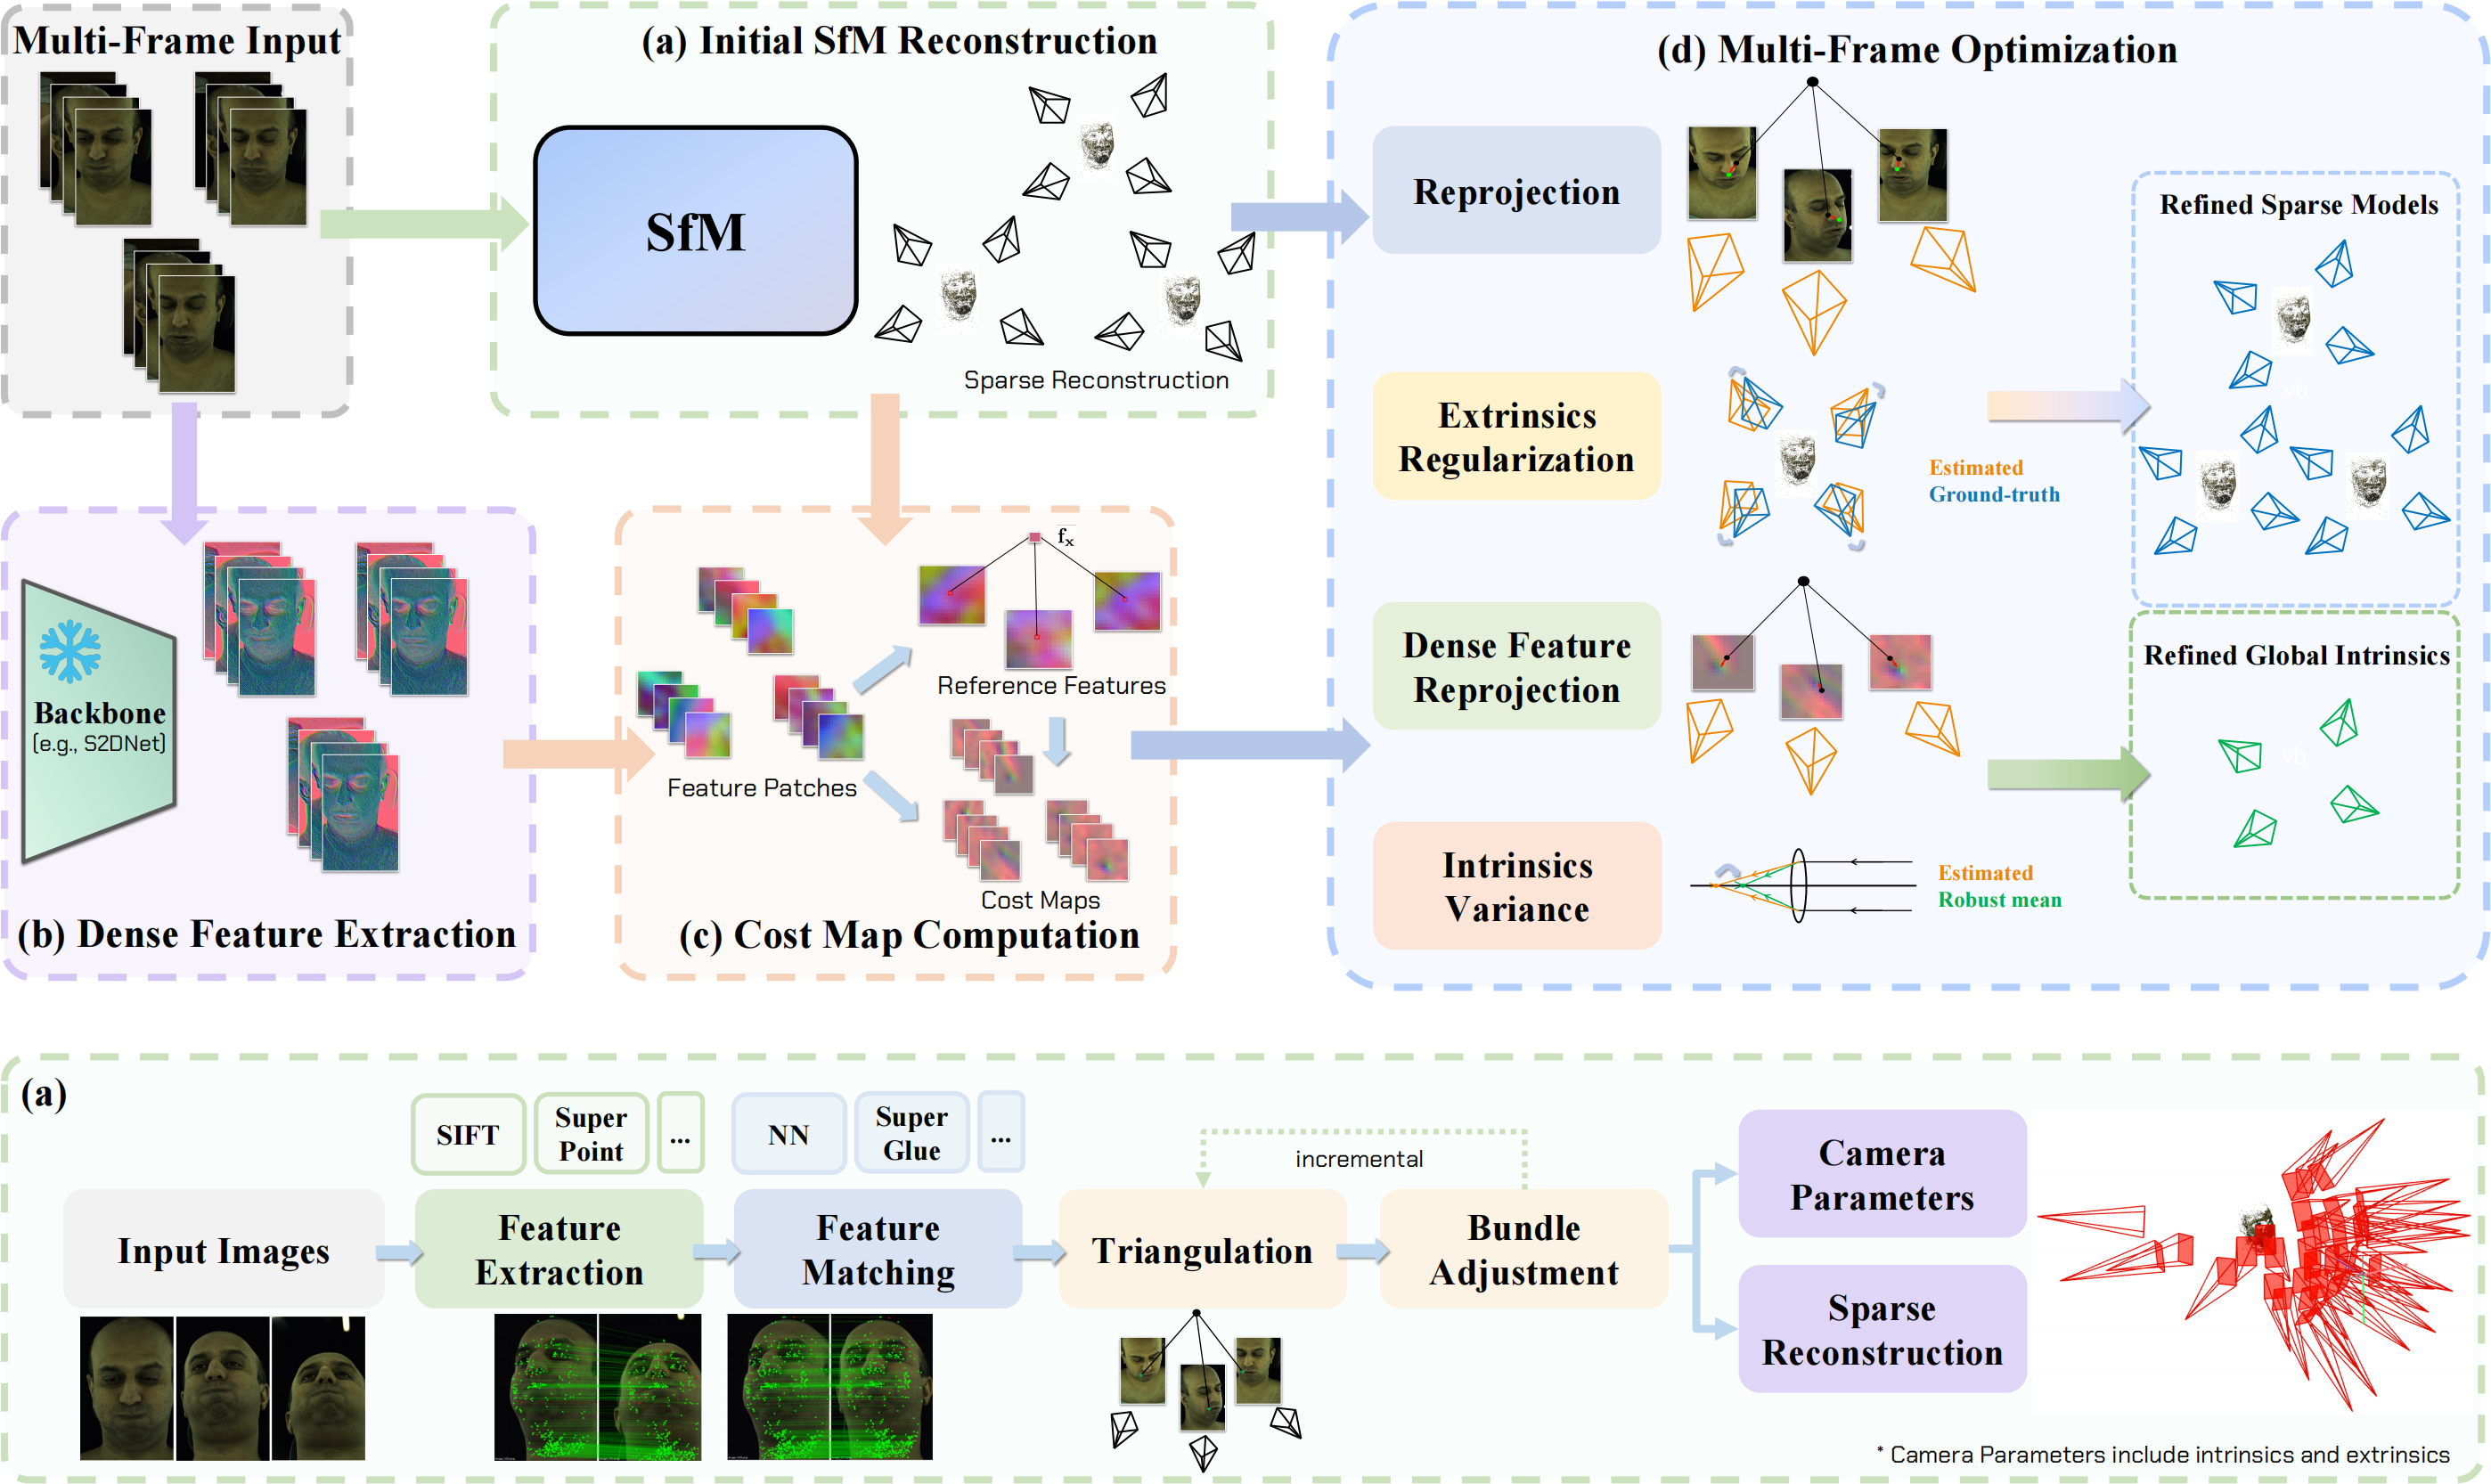 Multi-Frame Input
(a) Initial SfM Reconstruction
SfM
Sparse Reconstruction
Backbone
(e.g., S2DNet)
(b) Dense Feature Extraction
Feature Patches
fx
Reference Features
Cost Maps
(c) Cost Map Computation
(d) Multi-Frame Optimization
Reprojection
Extrinsics
Regularization
Estimated
Ground-truth
Dense Feature
Reprojection
Intrinsics
Variance
Estimated
Robust mean
Refined Sparse Models
vb
Refined Global Intrinsics
vb
(a)
Input Images
SIFT
Super
Point
...
Feature
Extraction
NN
Super
Glue
...
Feature
Matching
incremental
Triangulation
Bundle
Adjustment
Camera
Parameters
Sparse
Reconstruction
* Camera Parameters include intrinsics and extrinsics